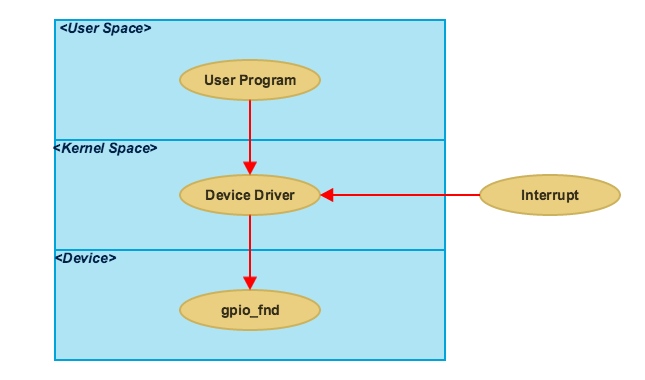 <User Space>
User Program
<Kernel Space>
Device Driver
Interrupt
<Device>
gpio_fnd